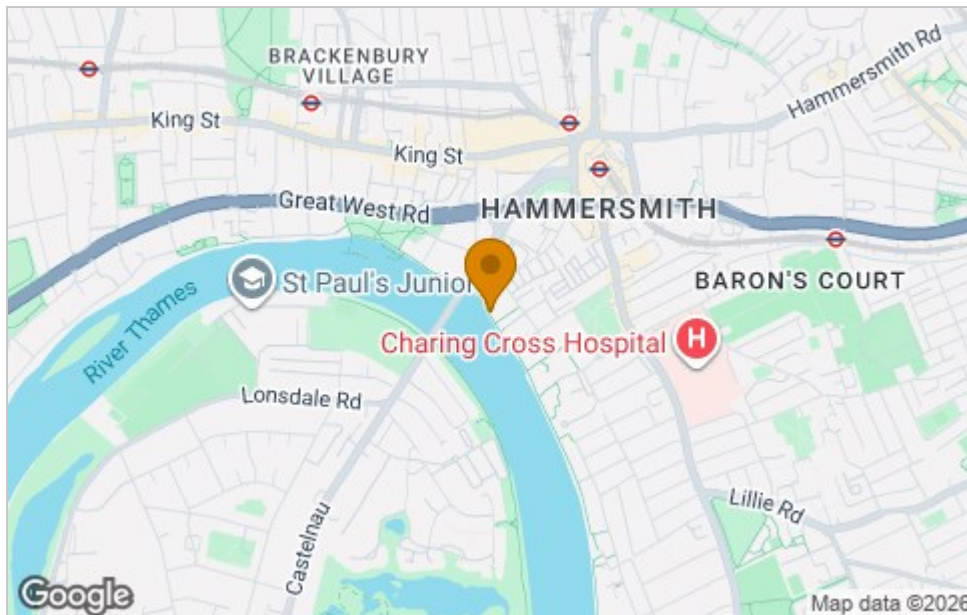 BRACKENBURY
VILLAGE
Hammersmith Rd
King St
King St
Great West Rd
HAMMERSMITH
St Paul's Junior
BARON'S COURT
River Thames
Charing Cross Hospital
H
Lonsdale Rd
Lillie Rd
Castelnau
Google
Map data ©2026